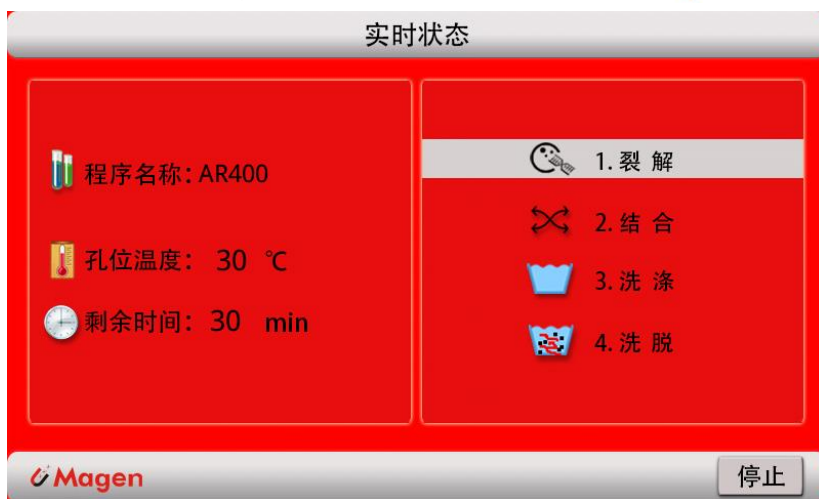 实时状态
程序名称：AR400
孔位温度： 30 ℃
剩余时间： 30 min
1. 裂 解
2. 结 合
3. 洗 涤
4. 洗 脱
Magen
停止